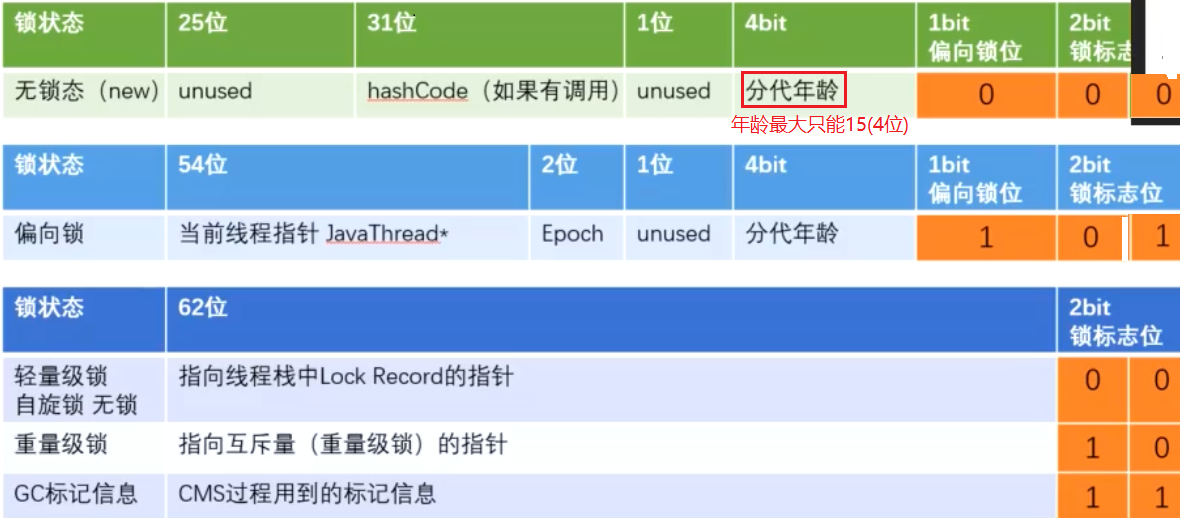 锁状态 25位 31位 1位 4bit 1bit 2bit
偏向锁位 锁标志
无锁态（new） unused hashCode（如果有调用） unused 分代年龄 0 0 0
年龄最大只能15(4位)
锁状态 54位 2位 1位 4bit 1bit 2bit
偏向锁位 锁标志位
偏向锁 当前线程指针 JavaThread* Epoch unused 分代年龄 1 0 1
锁状态 62位 2bit
锁标志位
轻量级锁 指向线程栈中Lock Record的指针 0 0
自旋锁 无锁
重量级锁 指向互斥量（重量级锁）的指针 1 0
GC标记信息 CMS过程用到的标记信息 1 1